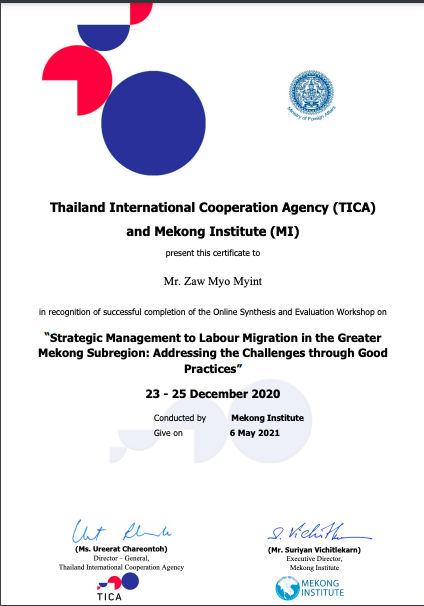 Ministry of Foreign Affairs
Thailand International Cooperation Agency (TICA)
and Mekong Institute (MI)
present this certificate to
Mr. Zaw Myo Myint
in recognition of successful completion of the Online Synthesis and Evaluation Workshop on
“Strategic Management to Labour Migration in the Greater
Mekong Subregion: Addressing the Challenges through Good
Practices”
23 - 25 December 2020
Conducted by Mekong Institute
Give on 6 May 2021
(Ms. Ureerat Chareontoh)
Director – General,
Thailand International Cooperation Agency
TICA
(Mr. Suriyan Vichitlekarn)
Executive Director,
Mekong Institute
MEKONG
INSTITUTE